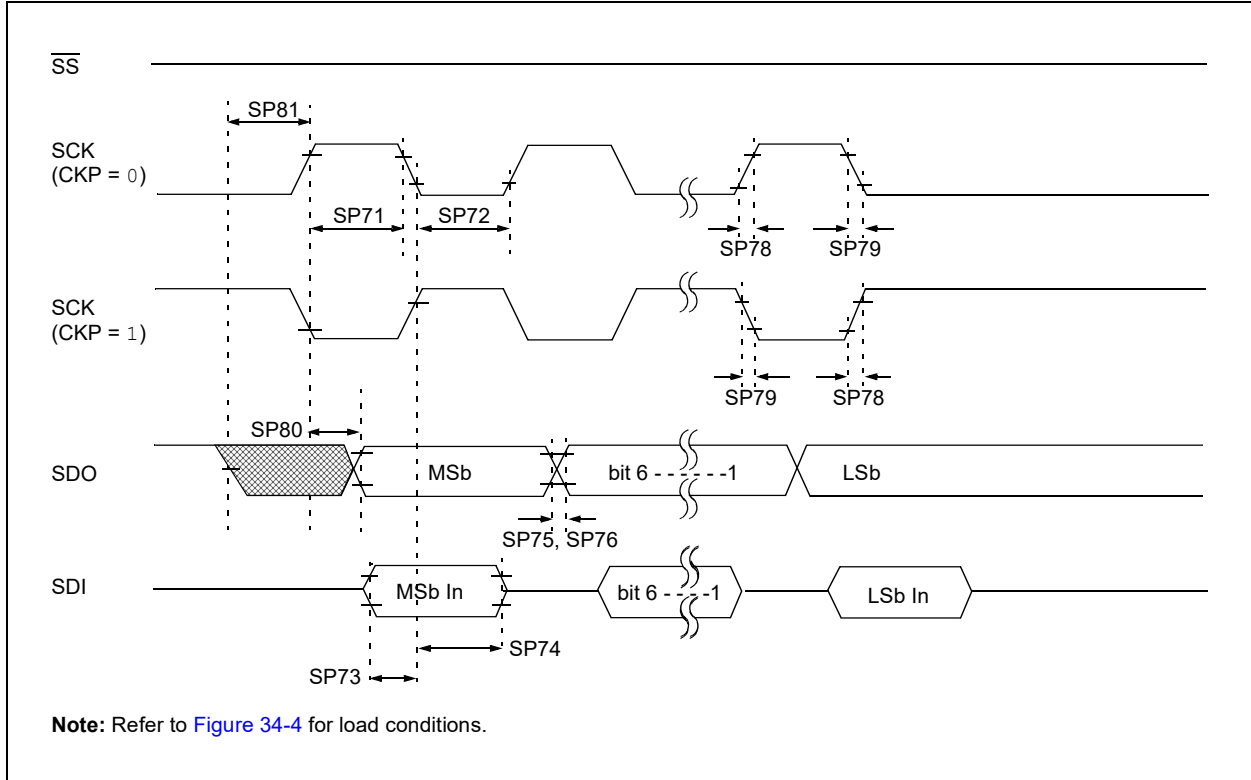 SS
SP81
SCK
(CKP = 0)
SP71
SP72
SP78
SP79
SCK
(CKP = 1)
SP79
SP78
SP80
SDO
MSb
bit 6 - - - - - -1
LSb
SP75, SP76
SDI
MSb In
bit 6 - - - -1
LSb In
SP74
SP73
Note: Refer to Figure 34-4 for load conditions.